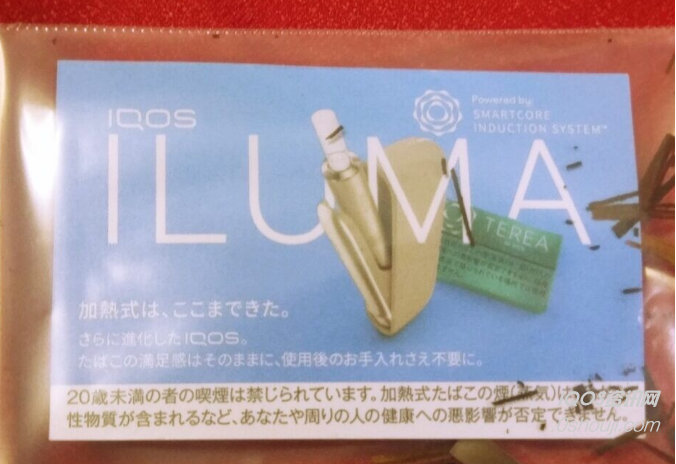 IQOS
Powered by:
SMARTCORE
INDUCTION SYSTEM™
ILUMA
TEREA
加熱式は、ここまできた。
さらに進化したIQOS。
たばこの満足感はそのままに、使用後のお手入れさえ不要に。
20歳未満の者の喫煙は禁じられています。加熱式たばこの煙(蒸気)は、
性物質が含まれるなど、あなたや周りの人の健康への悪影響が否定できません。